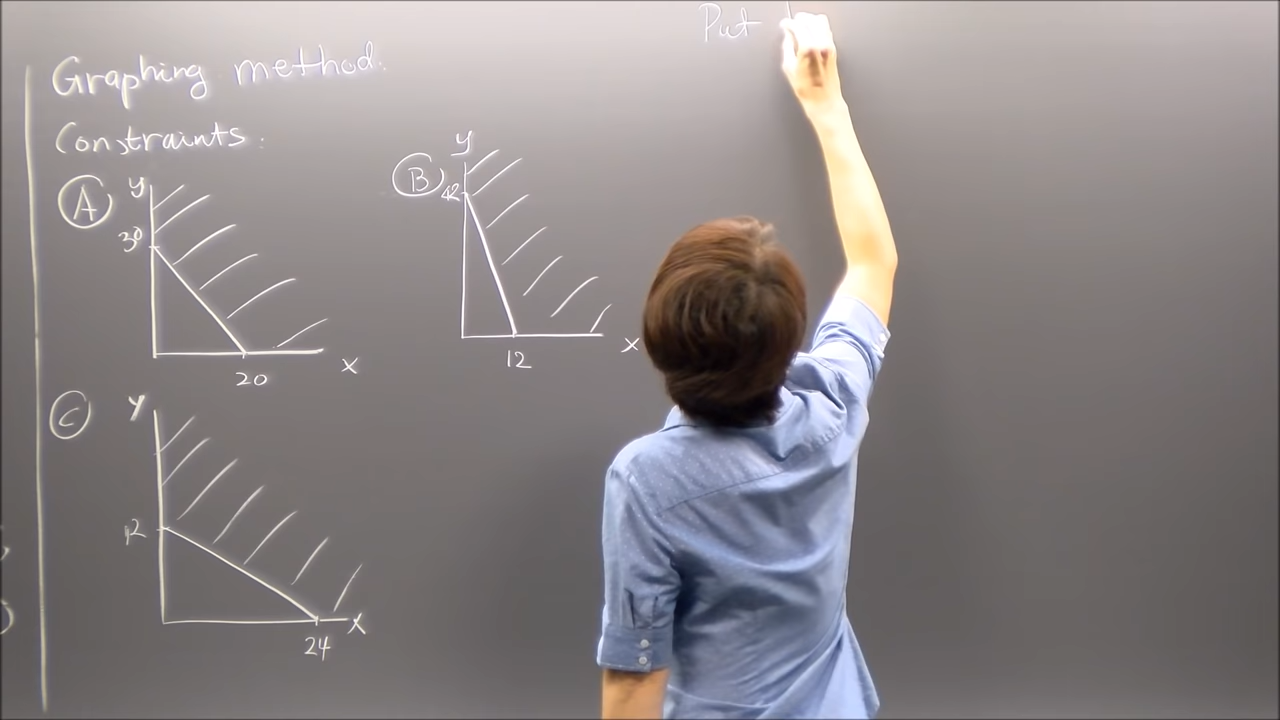 Graphing method.
Constraints:
A
y
30
20
x
B
y
42
12
x
C
y
12
24
x
Put